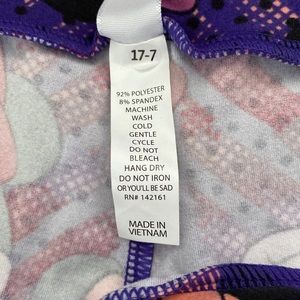 17-7
92% POLYESTER
8% SPANDEX
MACHINE
WASH
COLD
GENTLE
CYCLE
DO NOT
BLEACH
HANG DRY
DO NOT IRON
OR YOU'LL BE SAD
RN# 142161
MADE IN
VIETNAM